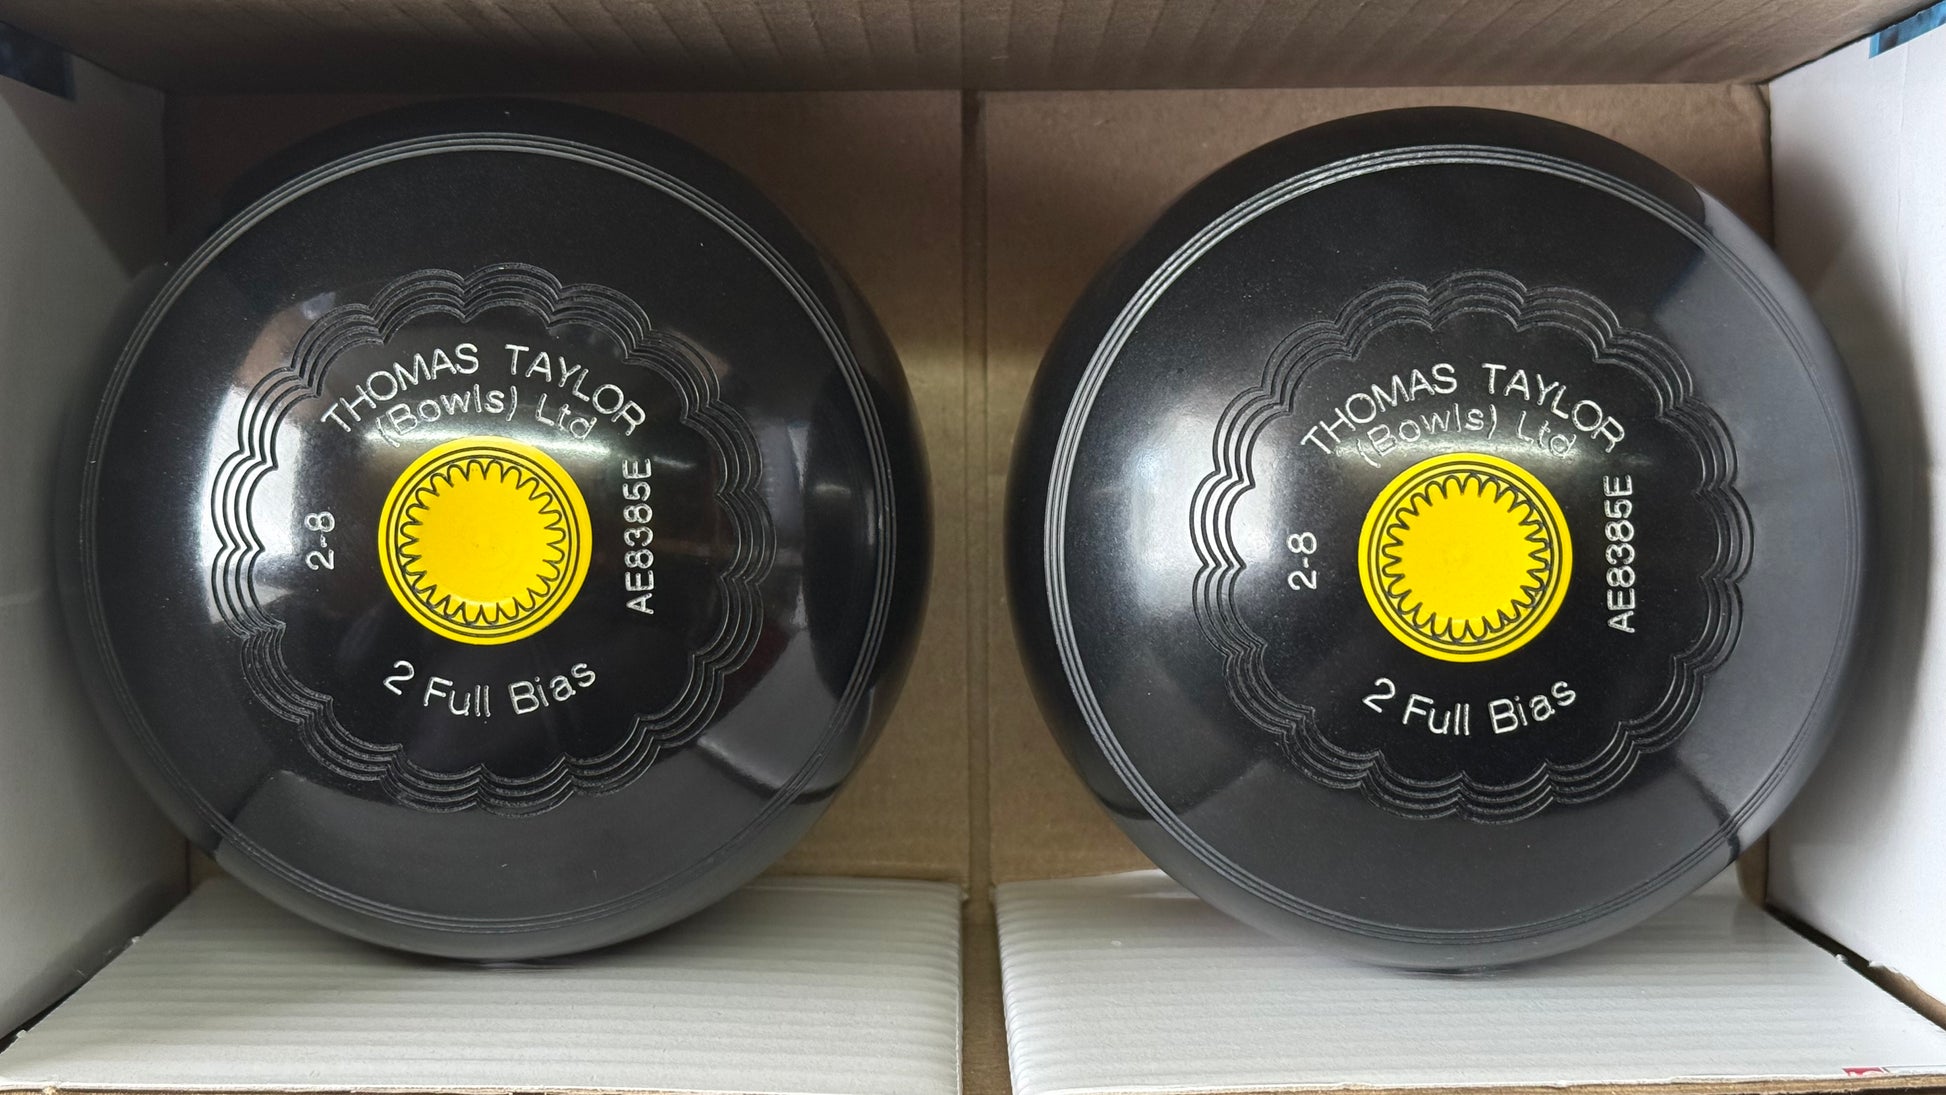 THOMAS TAYLOR
(Bowls) Ltd
2-8
AE8385E
2 Full Bias
THOMAS TAYLOR
(Bowls) Ltd
2-8
AE8385E
2 Full Bias